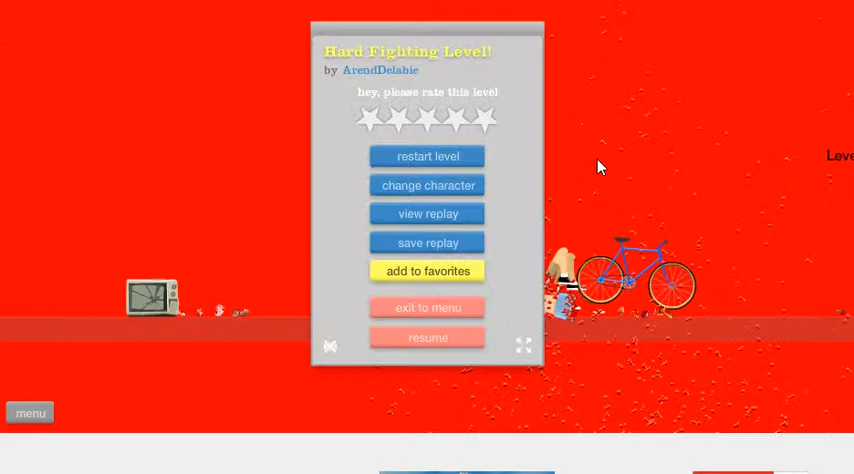 Hard Fighting Level!
by ArendDelabie
hey, please rate this level
restart level
change character
view replay
save replay
add to favorites
exit to menu
resume
menu